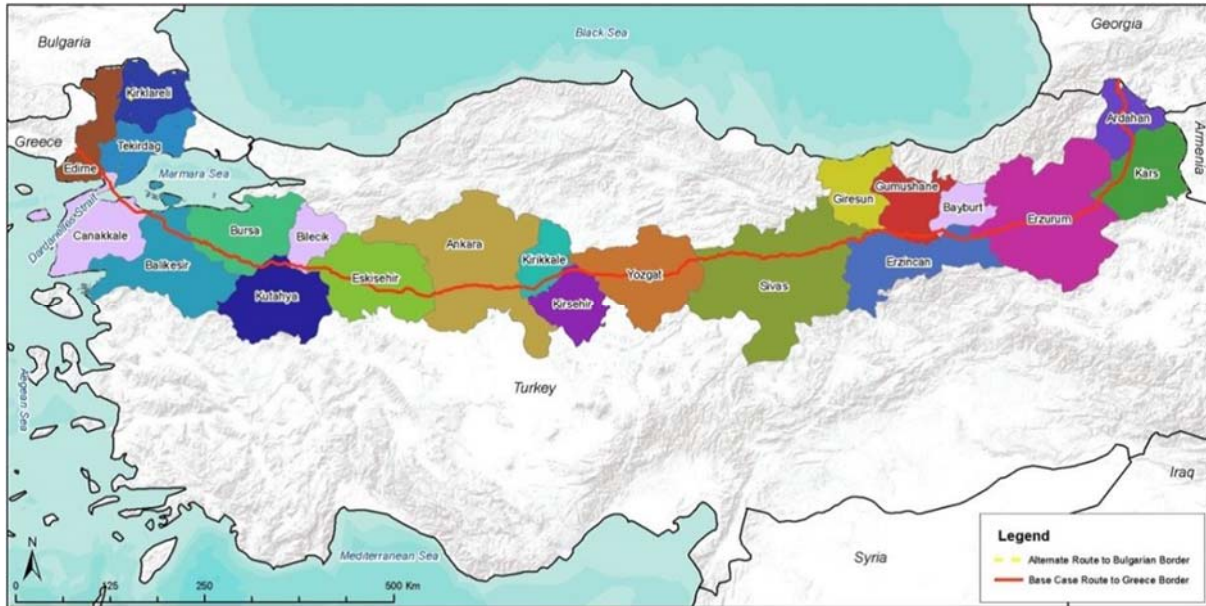 Georgia
Black Sea
Bulgaria
Kirklareli
Ardahan
Armenia
Greece
Tekirdag
Edirne
Marmara Sea
Kars
Gumushane
Giresun
Bayburt
Dardanelles Strait
Erzurum
Canakkale
Bursa
Bilecik
Ankara
Balikesir
Kirikkale
Erzincan
Eskisehir
Yozgat
Sivas
Kutahya
Kirsehir
Turkey
Aegean Sea
Iraq
Legend
Alternate Route to Bulgarian Border
Base Case Route to Greece Border
N
Mediterranean Sea
Syria
0 125 250 500 Km